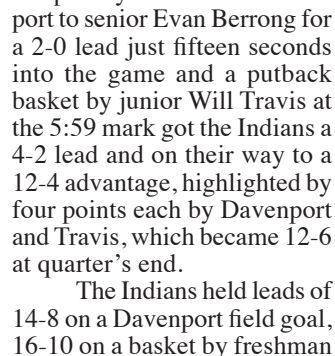 port to senior Evan Berrong for
a 2-0 lead just fifteen seconds
into the game and a putback
basket by junior Will Travis at
the 5:59 mark got the Indians a
4-2 lead and on their way to a
12-4 advantage, highlighted by
four points each by Davenport
and Travis, which became 12-6
at quarter’s end.
The Indians held leads of
14-8 on a Davenport field goal,
16-10 on a basket by freshman